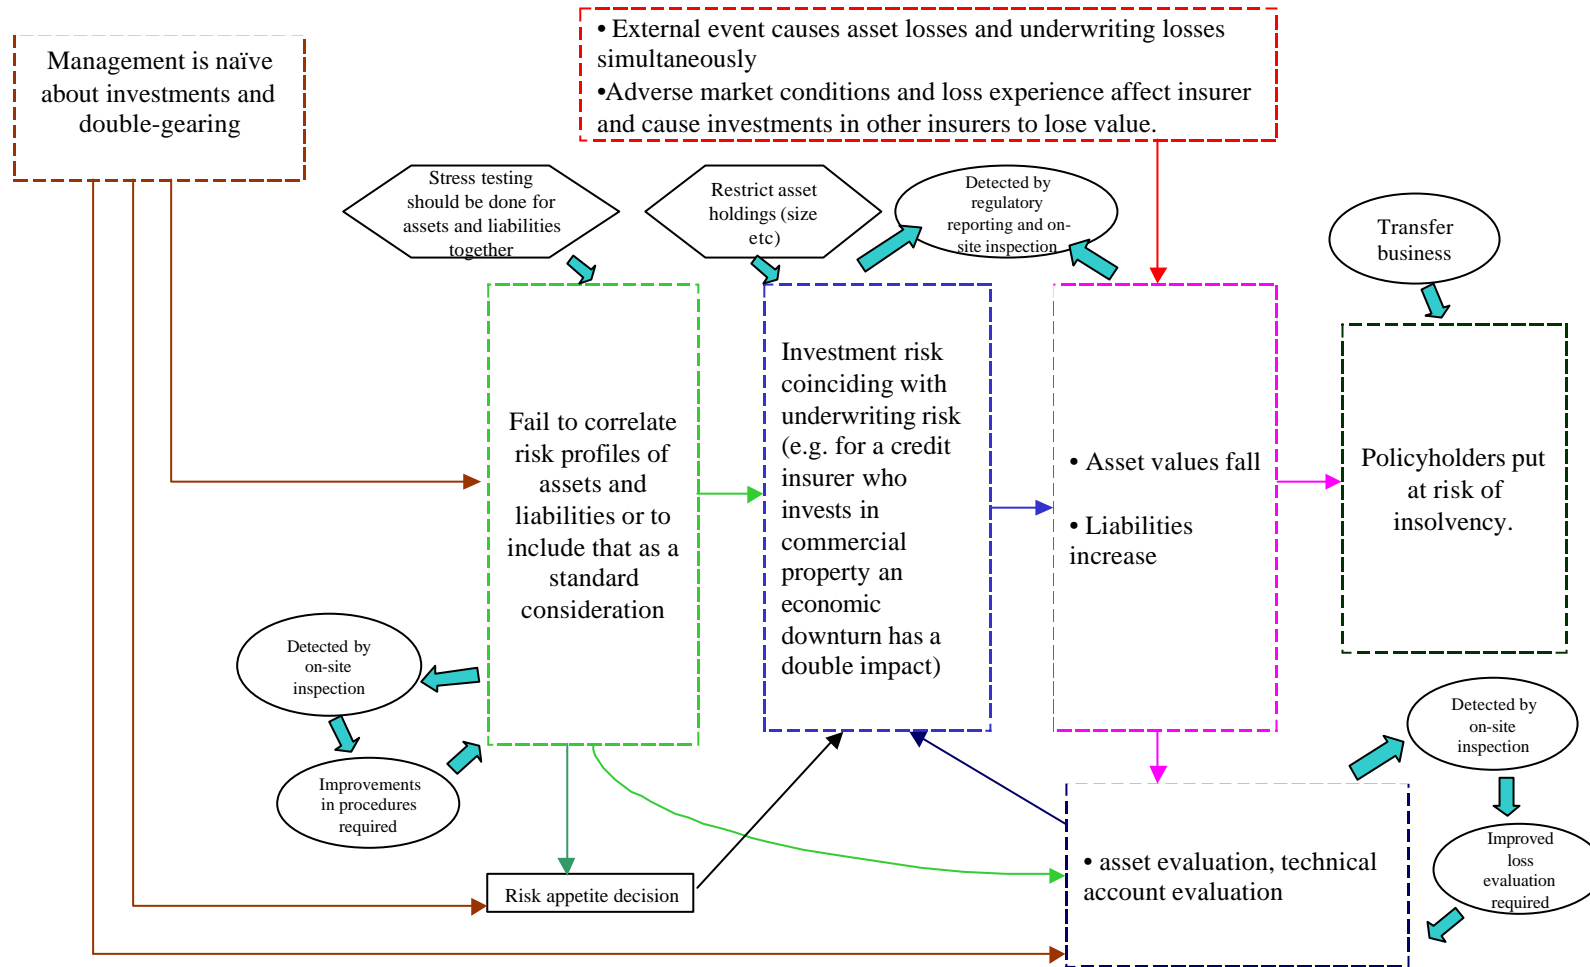 Management is naïve
about investments and
double-gearing
• External event causes asset losses and underwriting losses
simultaneously
•Adverse market conditions and loss experience affect insurer
and cause investments in other insurers to lose value.
Stress testing
should be done for
assets and liabilities
together
Restrict asset
holdings (size
etc)
Detected by
regulatory
reporting and on-
site inspection
Transfer
business
Fail to correlate
risk profiles of
assets and
liabilities or to
include that as a
standard
consideration
Investment risk
coinciding with
underwriting risk
(e.g. for a credit
insurer who
invests in
commercial
property an
economic
downturn has a
double impact)
• Asset values fall
• Liabilities
increase
Policyholders put
at risk of
insolvency.
Detected by
on-site
inspection
Improvements
in procedures
required
Risk appetite decision
• asset evaluation, technical
account evaluation
Detected by
on-site
inspection
Improved
loss
evaluation
required